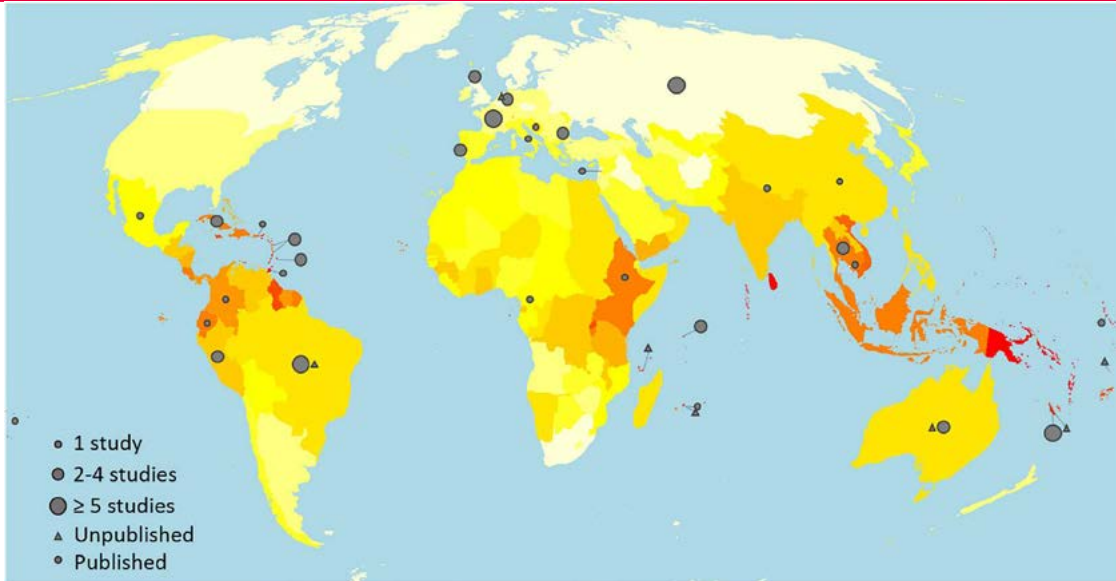 1 study
2-4 studies
≥ 5 studies
Unpublished
Published